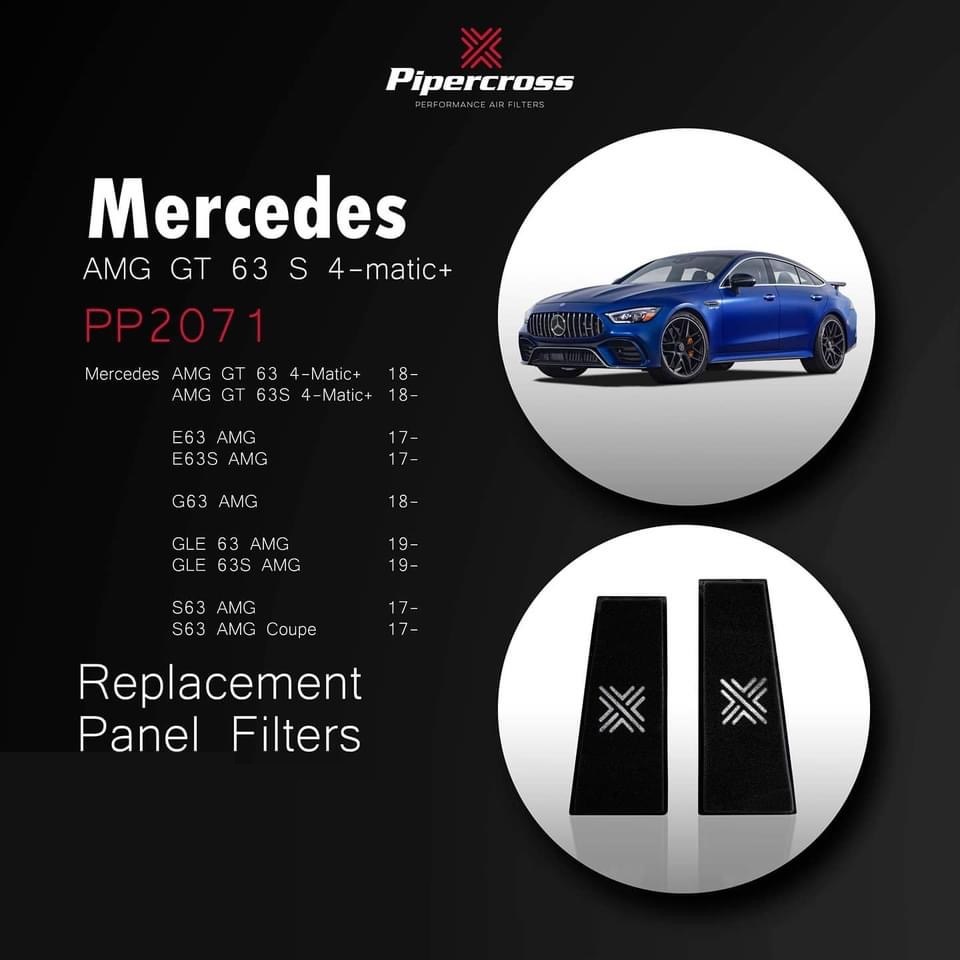 Pipercross
PERFORMANCE AIR FILTERS
Mercedes
AMG GT 63 S 4-matic+
PP2071
Mercedes AMG GT 63 4-Matic+ 18-
AMG GT 63S 4-Matic+ 18-
E63 AMG 17-
E63S AMG 17-
G63 AMG 18-
GLE 63 AMG 19-
GLE 63S AMG 19-
S63 AMG 17-
S63 AMG Coupe 17-
Replacement
Panel Filters